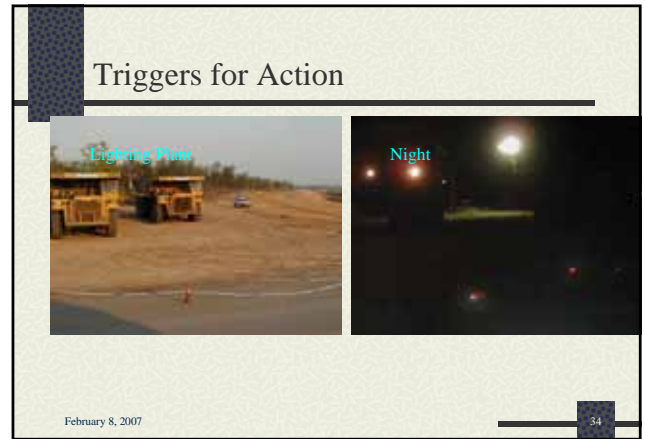 Triggers for Action
Lighting Plant
Night
February 8, 2007
34